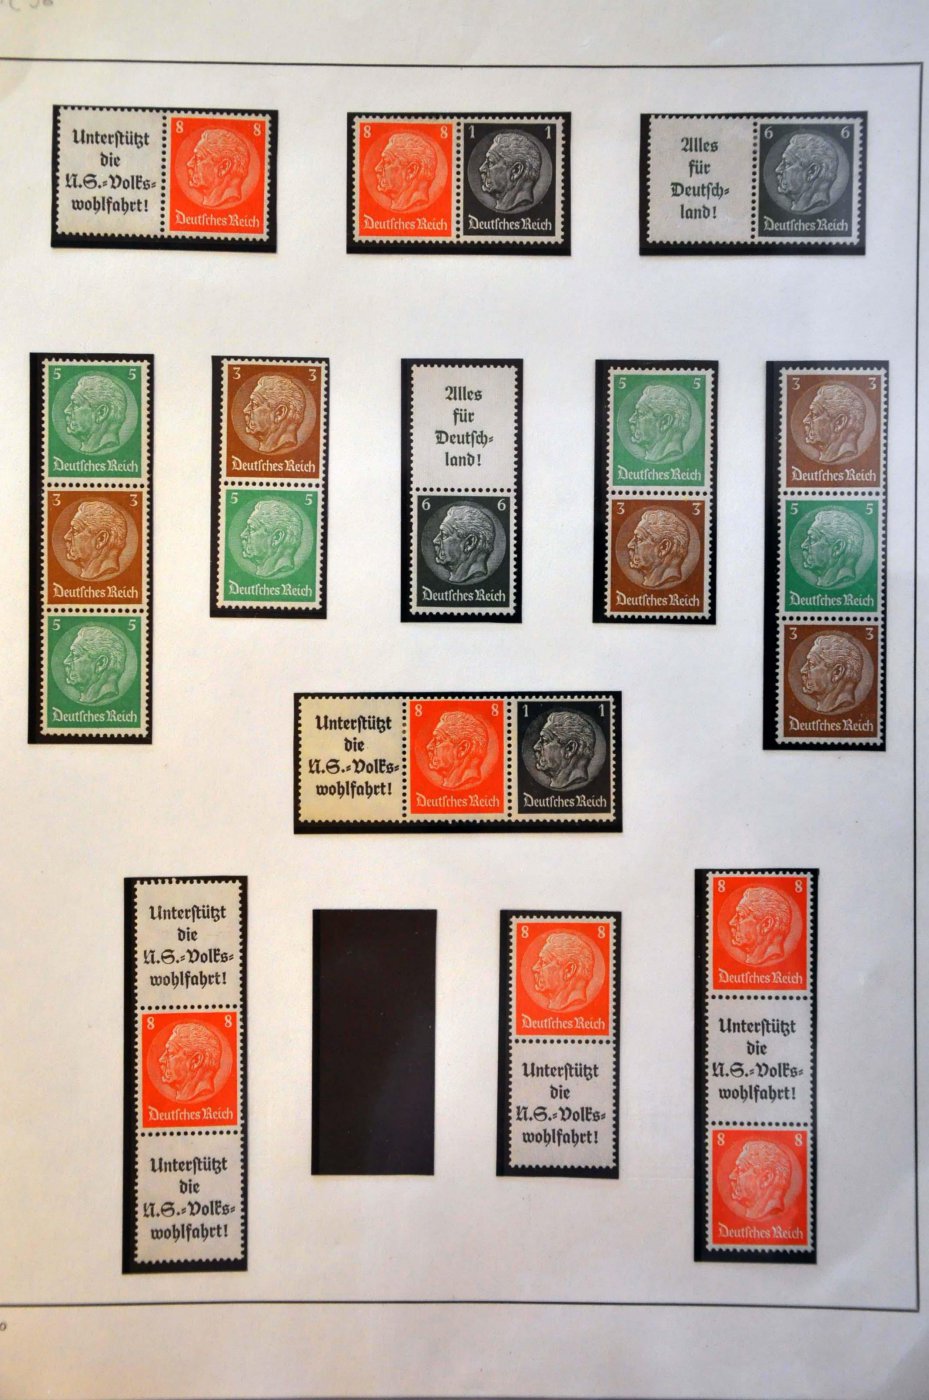 Unterstützt
die
N.S.=Volks=
wohlfahrt!
8 8
Deutsches Reich
8 8
Deutsches Reich
1 1
Deutsches Reich
Alles
für
Deutsch=
land!
6 6
Deutsches Reich
5 5
Deutsches Reich
3 3
Deutsches Reich
5 5
Deutsches Reich
3 3
Deutsches Reich
5 5
Deutsches Reich
Alles
für
Deutsch=
land!
6 6
Deutsches Reich
5 5
Deutsches Reich
3 3
Deutsches Reich
3 3
Deutsches Reich
5 5
Deutsches Reich
3 3
Deutsches Reich
Unterstützt
die
N.S.=Volks=
wohlfahrt!
8 8
Deutsches Reich
1 1
Deutsches Reich
Unterstützt
die
N.S.=Volks=
wohlfahrt!
8 8
Deutsches Reich
Unterstützt
die
N.S.=Volks=
wohlfahrt!
8 8
Deutsches Reich
Unterstützt
die
N.S.=Volks=
wohlfahrt!
8 8
Deutsches Reich
Unterstützt
die
N.S.=Volks=
wohlfahrt!
8 8
Deutsches Reich